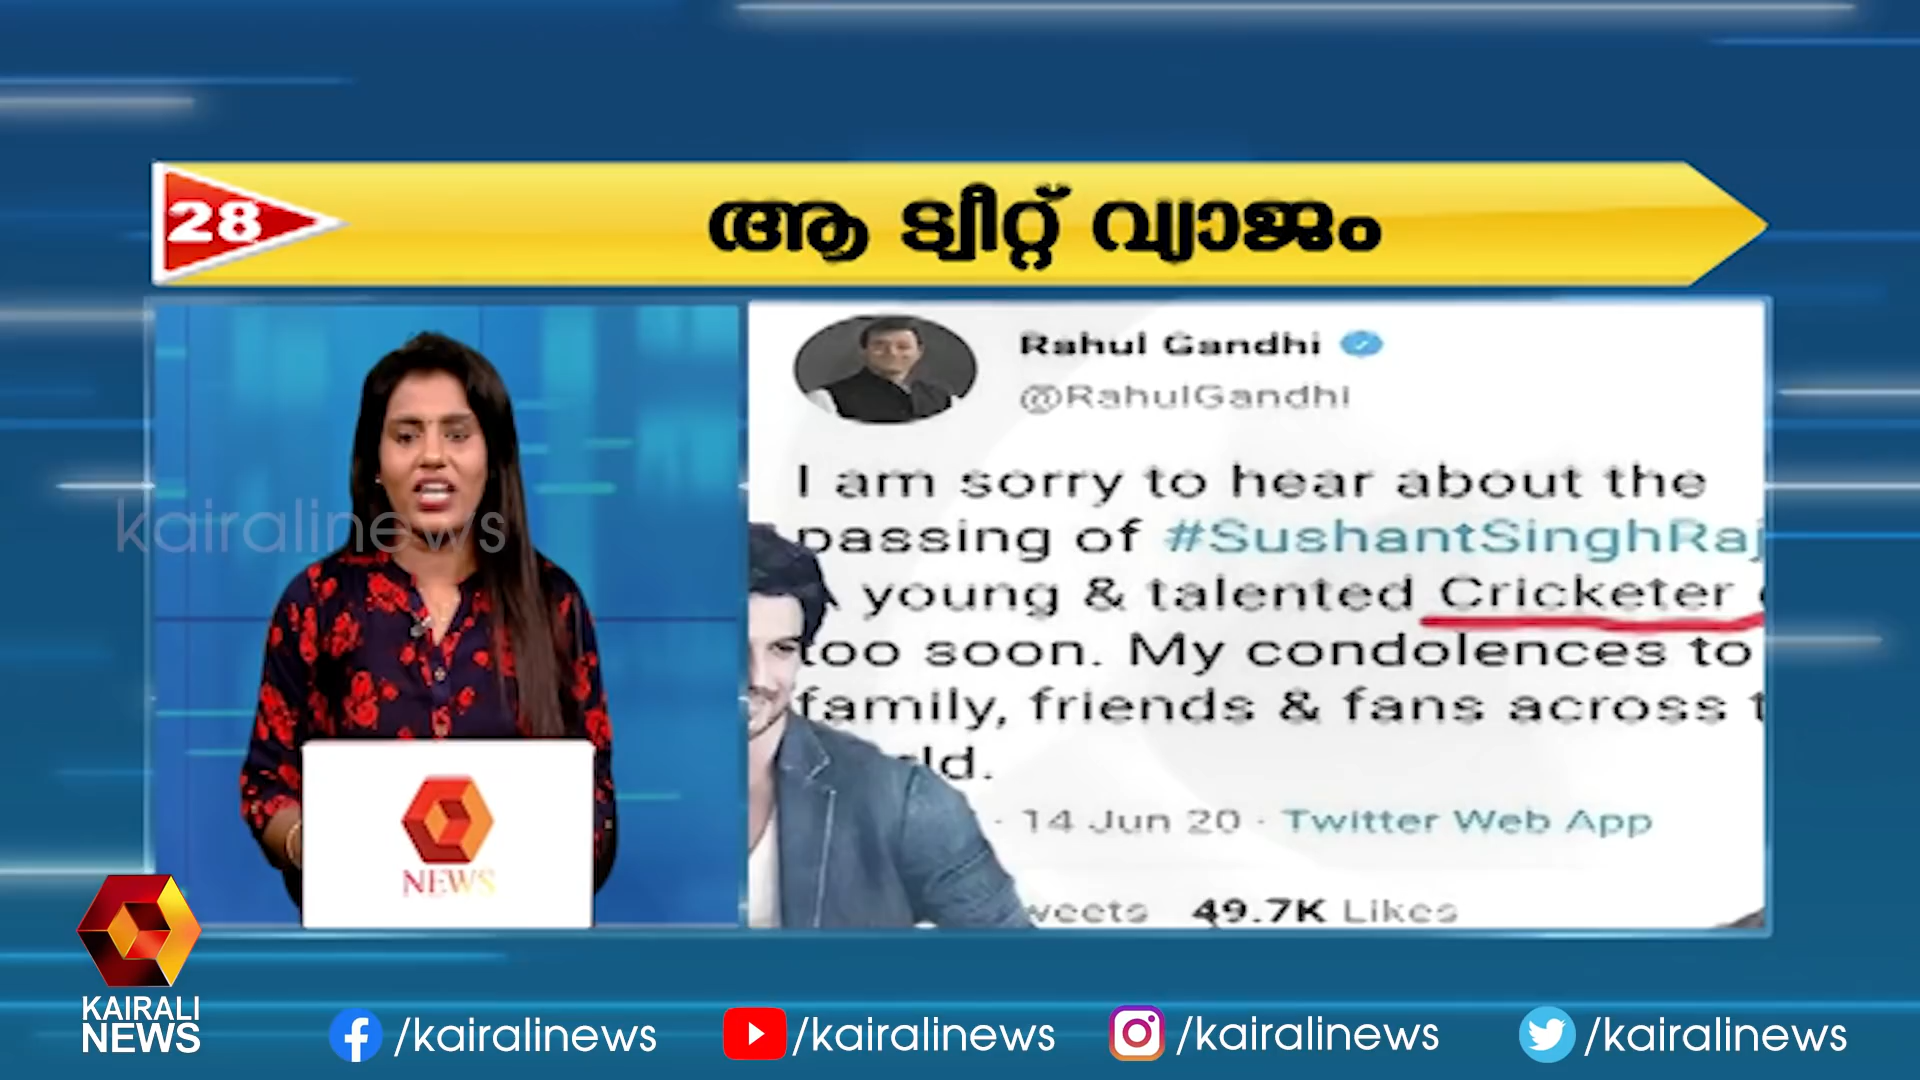 28
ആ ട്വീറ്റ് വ്യാജം
Rahul Gandhi
@RahulGandhi
I am sorry to hear about the
passing of #SushantSinghRaj
young & talented Cricketer
too soon. My condolences to
family, friends & fans across
14 Jun 20 · Twitter Web App
49.7K Likes
kairalinews
NEWS
KAIRALI
NEWS
/kairalinews
/kairalinews
/kairalinews
/kairalinews